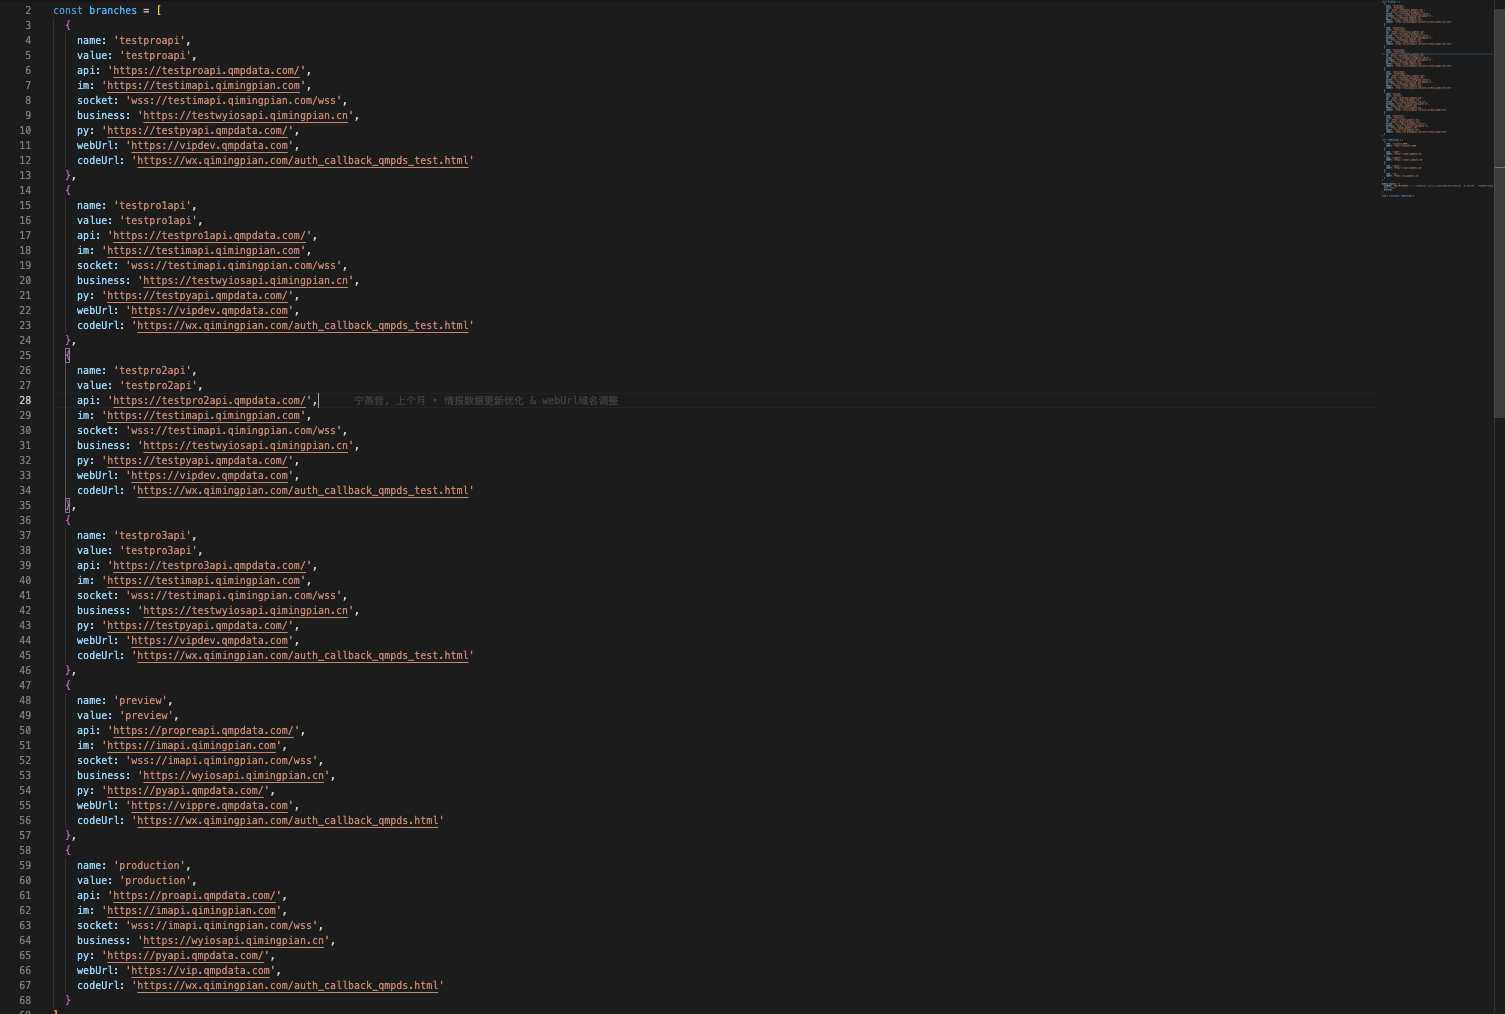 2 const branches = [
3 {
4 name: 'testproapi',
5 value: 'testproapi',
6 api: 'https://testproapi.qmpdata.com/',
7 im: 'https://testimapi.qimingpian.com',
8 socket: 'wss://testimapi.qimingpian.com/wss',
9 business: 'https://testwyiosapi.qimingpian.cn',
10 py: 'https://testpyapi.qmpdata.com/',
11 webUrl: 'https://vipdev.qmpdata.com',
12 codeUrl: 'https://wx.qimingpian.com/auth_callback_qmpds_test.html'
13 },
14 {
15 name: 'testpro1api',
16 value: 'testpro1api',
17 api: 'https://testpro1api.qmpdata.com/',
18 im: 'https://testimapi.qimingpian.com',
19 socket: 'wss://testimapi.qimingpian.com/wss',
20 business: 'https://testwyiosapi.qimingpian.cn',
21 py: 'https://testpyapi.qmpdata.com/',
22 webUrl: 'https://vipdev.qmpdata.com',
23 codeUrl: 'https://wx.qimingpian.com/auth_callback_qmpds_test.html'
24 },
25 {
26 name: 'testpro2api',
27 value: 'testpro2api',
28 api: 'https://testpro2api.qmpdata.com/', 宁燕哲, 上个月 • 情报数据更新优化 & webUrl域名调整
29 im: 'https://testimapi.qimingpian.com',
30 socket: 'wss://testimapi.qimingpian.com/wss',
31 business: 'https://testwyiosapi.qimingpian.cn',
32 py: 'https://testpyapi.qmpdata.com/',
33 webUrl: 'https://vipdev.qmpdata.com',
34 codeUrl: 'https://wx.qimingpian.com/auth_callback_qmpds_test.html'
35 },
36 {
37 name: 'testpro3api',
38 value: 'testpro3api',
39 api: 'https://testpro3api.qmpdata.com/',
40 im: 'https://testimapi.qimingpian.com',
41 socket: 'wss://testimapi.qimingpian.com/wss',
42 business: 'https://testwyiosapi.qimingpian.cn',
43 py: 'https://testpyapi.qmpdata.com/',
44 webUrl: 'https://vipdev.qmpdata.com',
45 codeUrl: 'https://wx.qimingpian.com/auth_callback_qmpds_test.html'
46 },
47 {
48 name: 'preview',
49 value: 'preview',
50 api: 'https://propreapi.qmpdata.com/',
51 im: 'https://imapi.qimingpian.com',
52 socket: 'wss://imapi.qimingpian.com/wss',
53 business: 'https://wyiosapi.qimingpian.cn',
54 py: 'https://pyapi.qmpdata.com/',
55 webUrl: 'https://vippre.qmpdata.com',
56 codeUrl: 'https://wx.qimingpian.com/auth_callback_qmpds.html'
57 },
58 {
59 name: 'production',
60 value: 'production',
61 api: 'https://proapi.qmpdata.com/',
62 im: 'https://imapi.qimingpian.com',
63 socket: 'wss://imapi.qimingpian.com/wss',
64 business: 'https://wyiosapi.qimingpian.cn',
65 py: 'https://pyapi.qmpdata.com/',
66 webUrl: 'https://vip.qmpdata.com',
67 codeUrl: 'https://wx.qimingpian.com/auth_callback_qmpds.html'
68 }